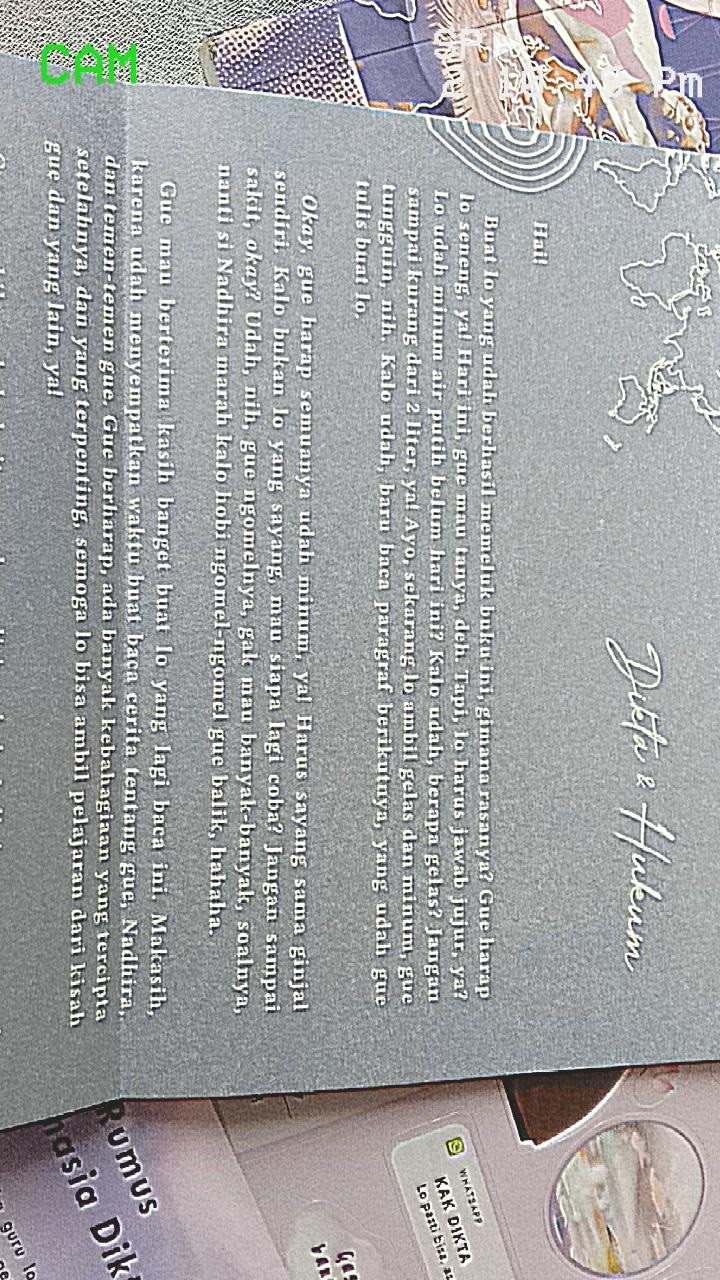 CAM
Dikta & Hukum
Hai!
Buat lo yang udah berhasil memeluk buku ini, gimana rasanya? Gue harap
lo seneng, ya! Hari ini, gue mau tanya, deh. Tapi, lo harus jawab jujur, ya?
Lo udah minum air putih belum hari ini? Kalo udah, berapa gelas? Jangan
sampai kurang dari 2 liter, ya! Ayo, sekarang lo ambil gelas dan minum, gue
tungguin, nih. Kalo udah, baru baca paragraf berikutnya, yang udah gue
tulis buat lo.
Okay, gue harap semuanya udah minum, ya! Harus sayang sama ginjal
sendiri. Kalo bukan lo yang sayang, mau siapa lagi coba? Jangan sampai
sakit, okay? Udah, nih, gue ngomelnya, gak mau banyak-banyak, soalnya,
nanti si Nadhira marah kalo hobi ngomel-ngomel gue balik, hahaha.
Gue mau berterima kasih banget buat lo yang lagi baca ini. Makasih,
karena udah menyempatkan waktu buat baca cerita tentang gue, Nadhira,
dan temen-temen gue. Gue berharap, ada banyak kebahagiaan yang tercipta
setelahnya, dan yang terpenting, semoga lo bisa ambil pelajaran dari kisah
gue dan yang lain, ya!
WHATSAPP
KAK DIKTA
Lo pasti bisa,
Rumus
guru